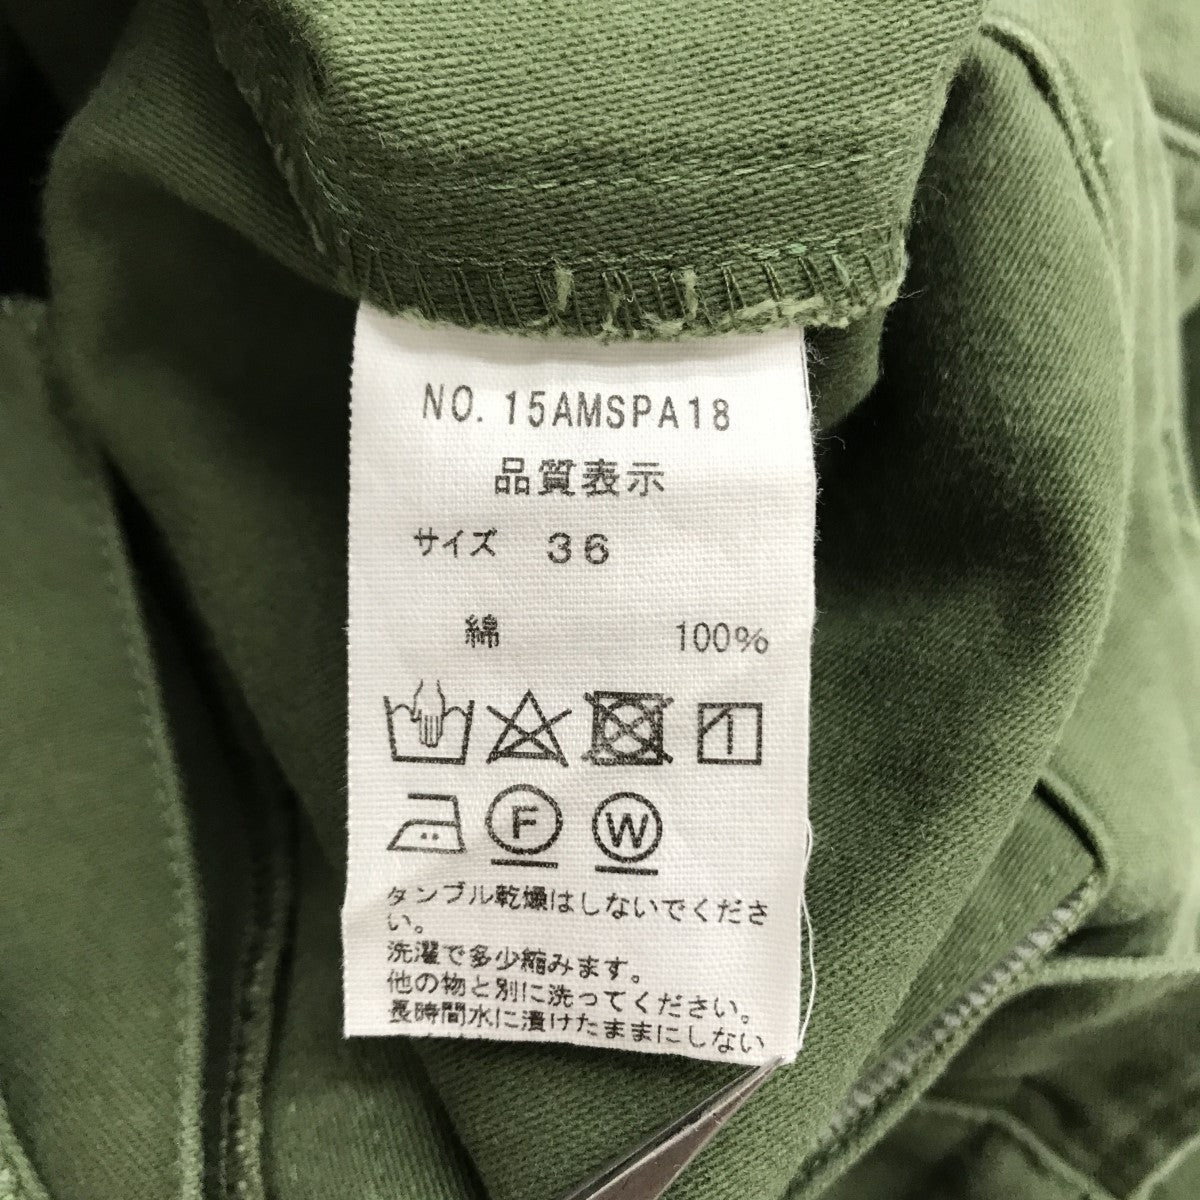 NO. 15AMSPA18
品質表示
サイズ 36
綿 100%
F W
タンブル乾燥はしないでくださ
い。
洗濯で多少縮みます。
他の物と別に洗ってください。
長時間水に漬けたままにしない